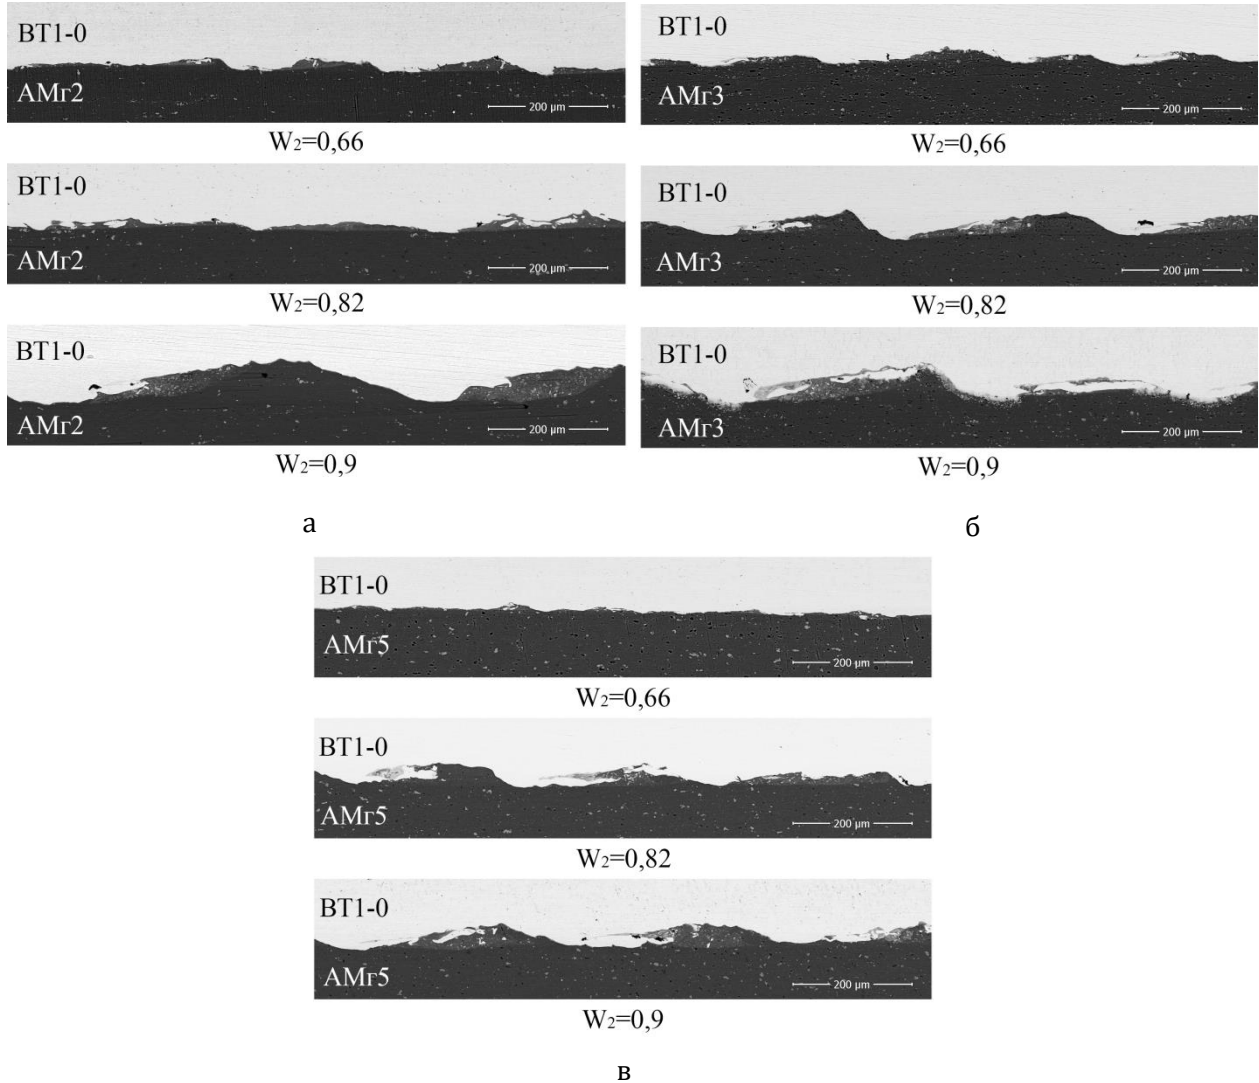 ВТ1-0
АМг2
200 µm
W₂=0,66
ВТ1-0
АМг2
200 µm
W₂=0,82
ВТ1-0
АМг2
200 µm
W₂=0,9
а
ВТ1-0
АМг3
200 µm
W₂=0,66
ВТ1-0
АМг3
200 µm
W₂=0,82
ВТ1-0
АМг3
200 µm
W₂=0,9
б
ВТ1-0
АМг5
200 µm
W₂=0,66
ВТ1-0
АМг5
200 µm
W₂=0,82
ВТ1-0
АМг5
200 µm
W₂=0,9
в